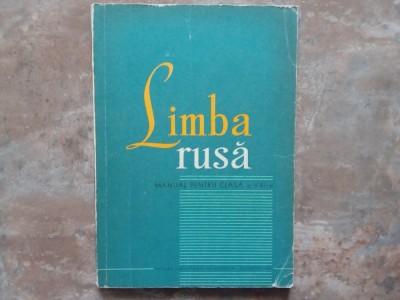 Limba
rusă
MANUAL PENTRU CLASA a VIII-a